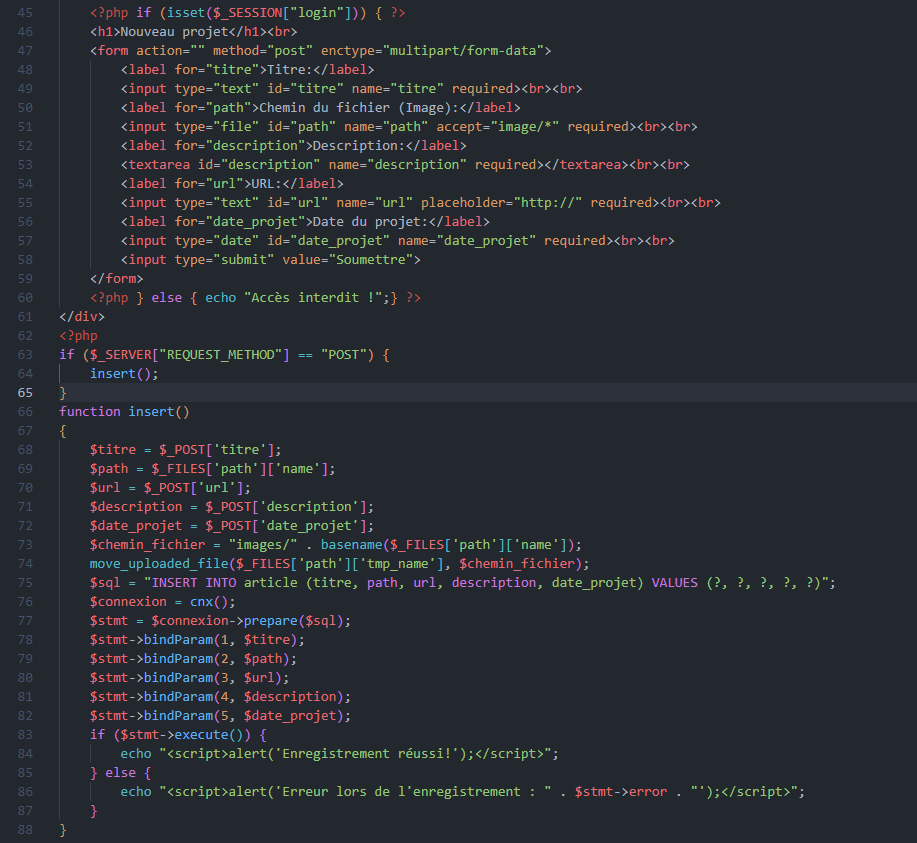 45 <?php if (isset($_SESSION["login"])) { ?>
46 <h1>Nouveau projet</h1><br>
47 <form action="" method="post" enctype="multipart/form-data">
48 <label for="titre">Titre:</label>
49 <input type="text" id="titre" name="titre" required><br><br>
50 <label for="path">Chemin du fichier (Image):</label>
51 <input type="file" id="path" name="path" accept="image/*" required><br><br>
52 <label for="description">Description:</label>
53 <textarea id="description" name="description" required></textarea><br><br>
54 <label for="url">URL:</label>
55 <input type="text" id="url" name="url" placeholder="http://" required><br><br>
56 <label for="date_projet">Date du projet:</label>
57 <input type="date" id="date_projet" name="date_projet" required><br><br>
58 <input type="submit" value="Soumettre">
59 </form>
60 <?php } else { echo "Accès interdit !";} ?>
61 </div>
62 <?php
63 if ($_SERVER["REQUEST_METHOD"] == "POST") {
64 insert();
65 }
66 function insert()
67 {
68 $titre = $_POST['titre'];
69 $path = $_FILES['path']['name'];
70 $url = $_POST['url'];
71 $description = $_POST['description'];
72 $date_projet = $_POST['date_projet'];
73 $chemin_fichier = "images/" . basename($_FILES['path']['name']);
74 move_uploaded_file($_FILES['path']['tmp_name'], $chemin_fichier);
75 $sql = "INSERT INTO article (titre, path, url, description, date_projet) VALUES (?, ?, ?, ?, ?)";
76 $connexion = cnx();
77 $stmt = $connexion->prepare($sql);
78 $stmt->bindParam(1, $titre);
79 $stmt->bindParam(2, $path);
80 $stmt->bindParam(3, $url);
81 $stmt->bindParam(4, $description);
82 $stmt->bindParam(5, $date_projet);
83 if ($stmt->execute()) {
84 echo "<script>alert('Enregistrement réussi!');</script>";
85 } else {
86 echo "<script>alert('Erreur lors de l'enregistrement : " . $stmt->error . "');</script>";
87 }
88 }